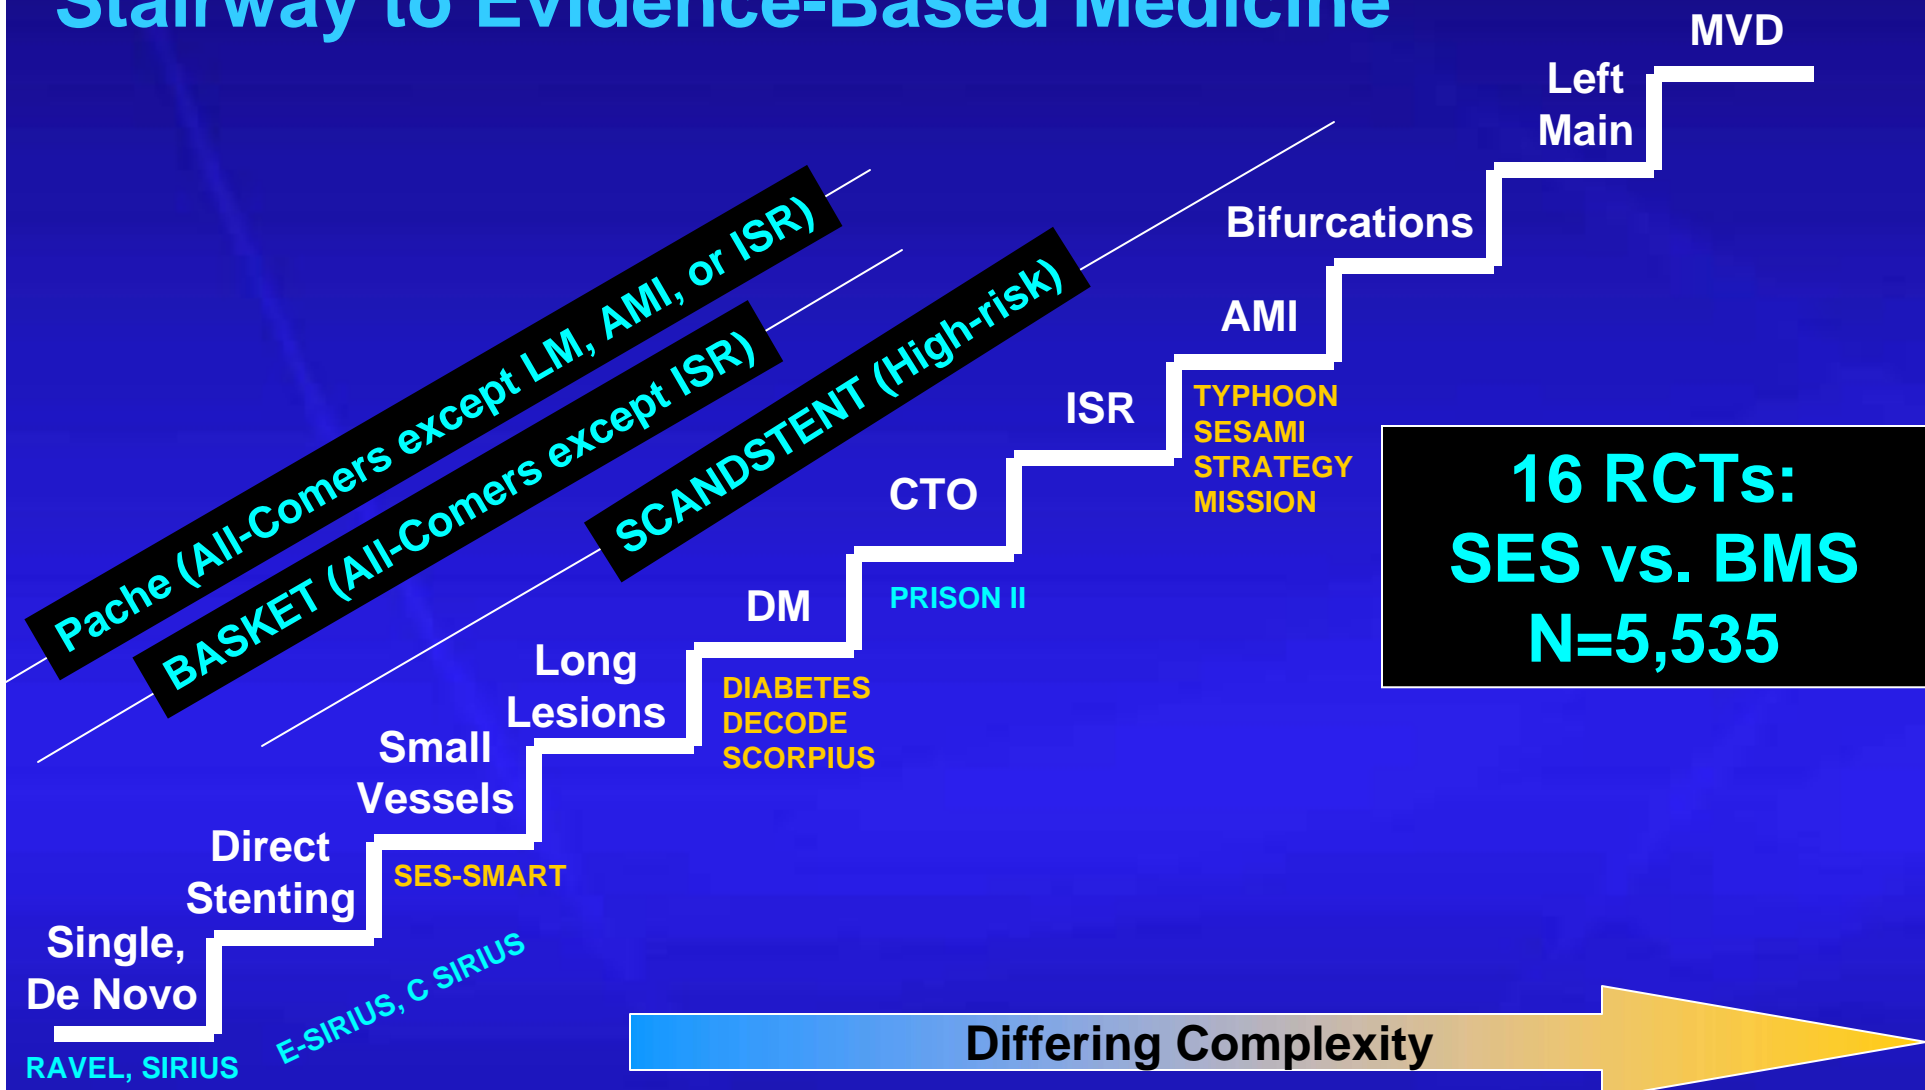 Stairway to Evidence-Based Medicine
MVD
Left
Main
Bifurcations
AMI
TYPHOON
SESAMI
STRATEGY
MISSION
ISR
CTO
PRISON II
DM
DIABETES
DECODE
SCORPIUS
Long
Lesions
Small
Vessels
SES-SMART
Direct
Stenting
E-SIRIUS, C SIRIUS
Single,
De Novo
RAVEL, SIRIUS
Pache (All-Comers except LM, AMI, or ISR)
BASKET (All-Comers except ISR)
SCANDSTENT (High-risk)
16 RCTs:
SES vs. BMS
N=5,535
Differing Complexity